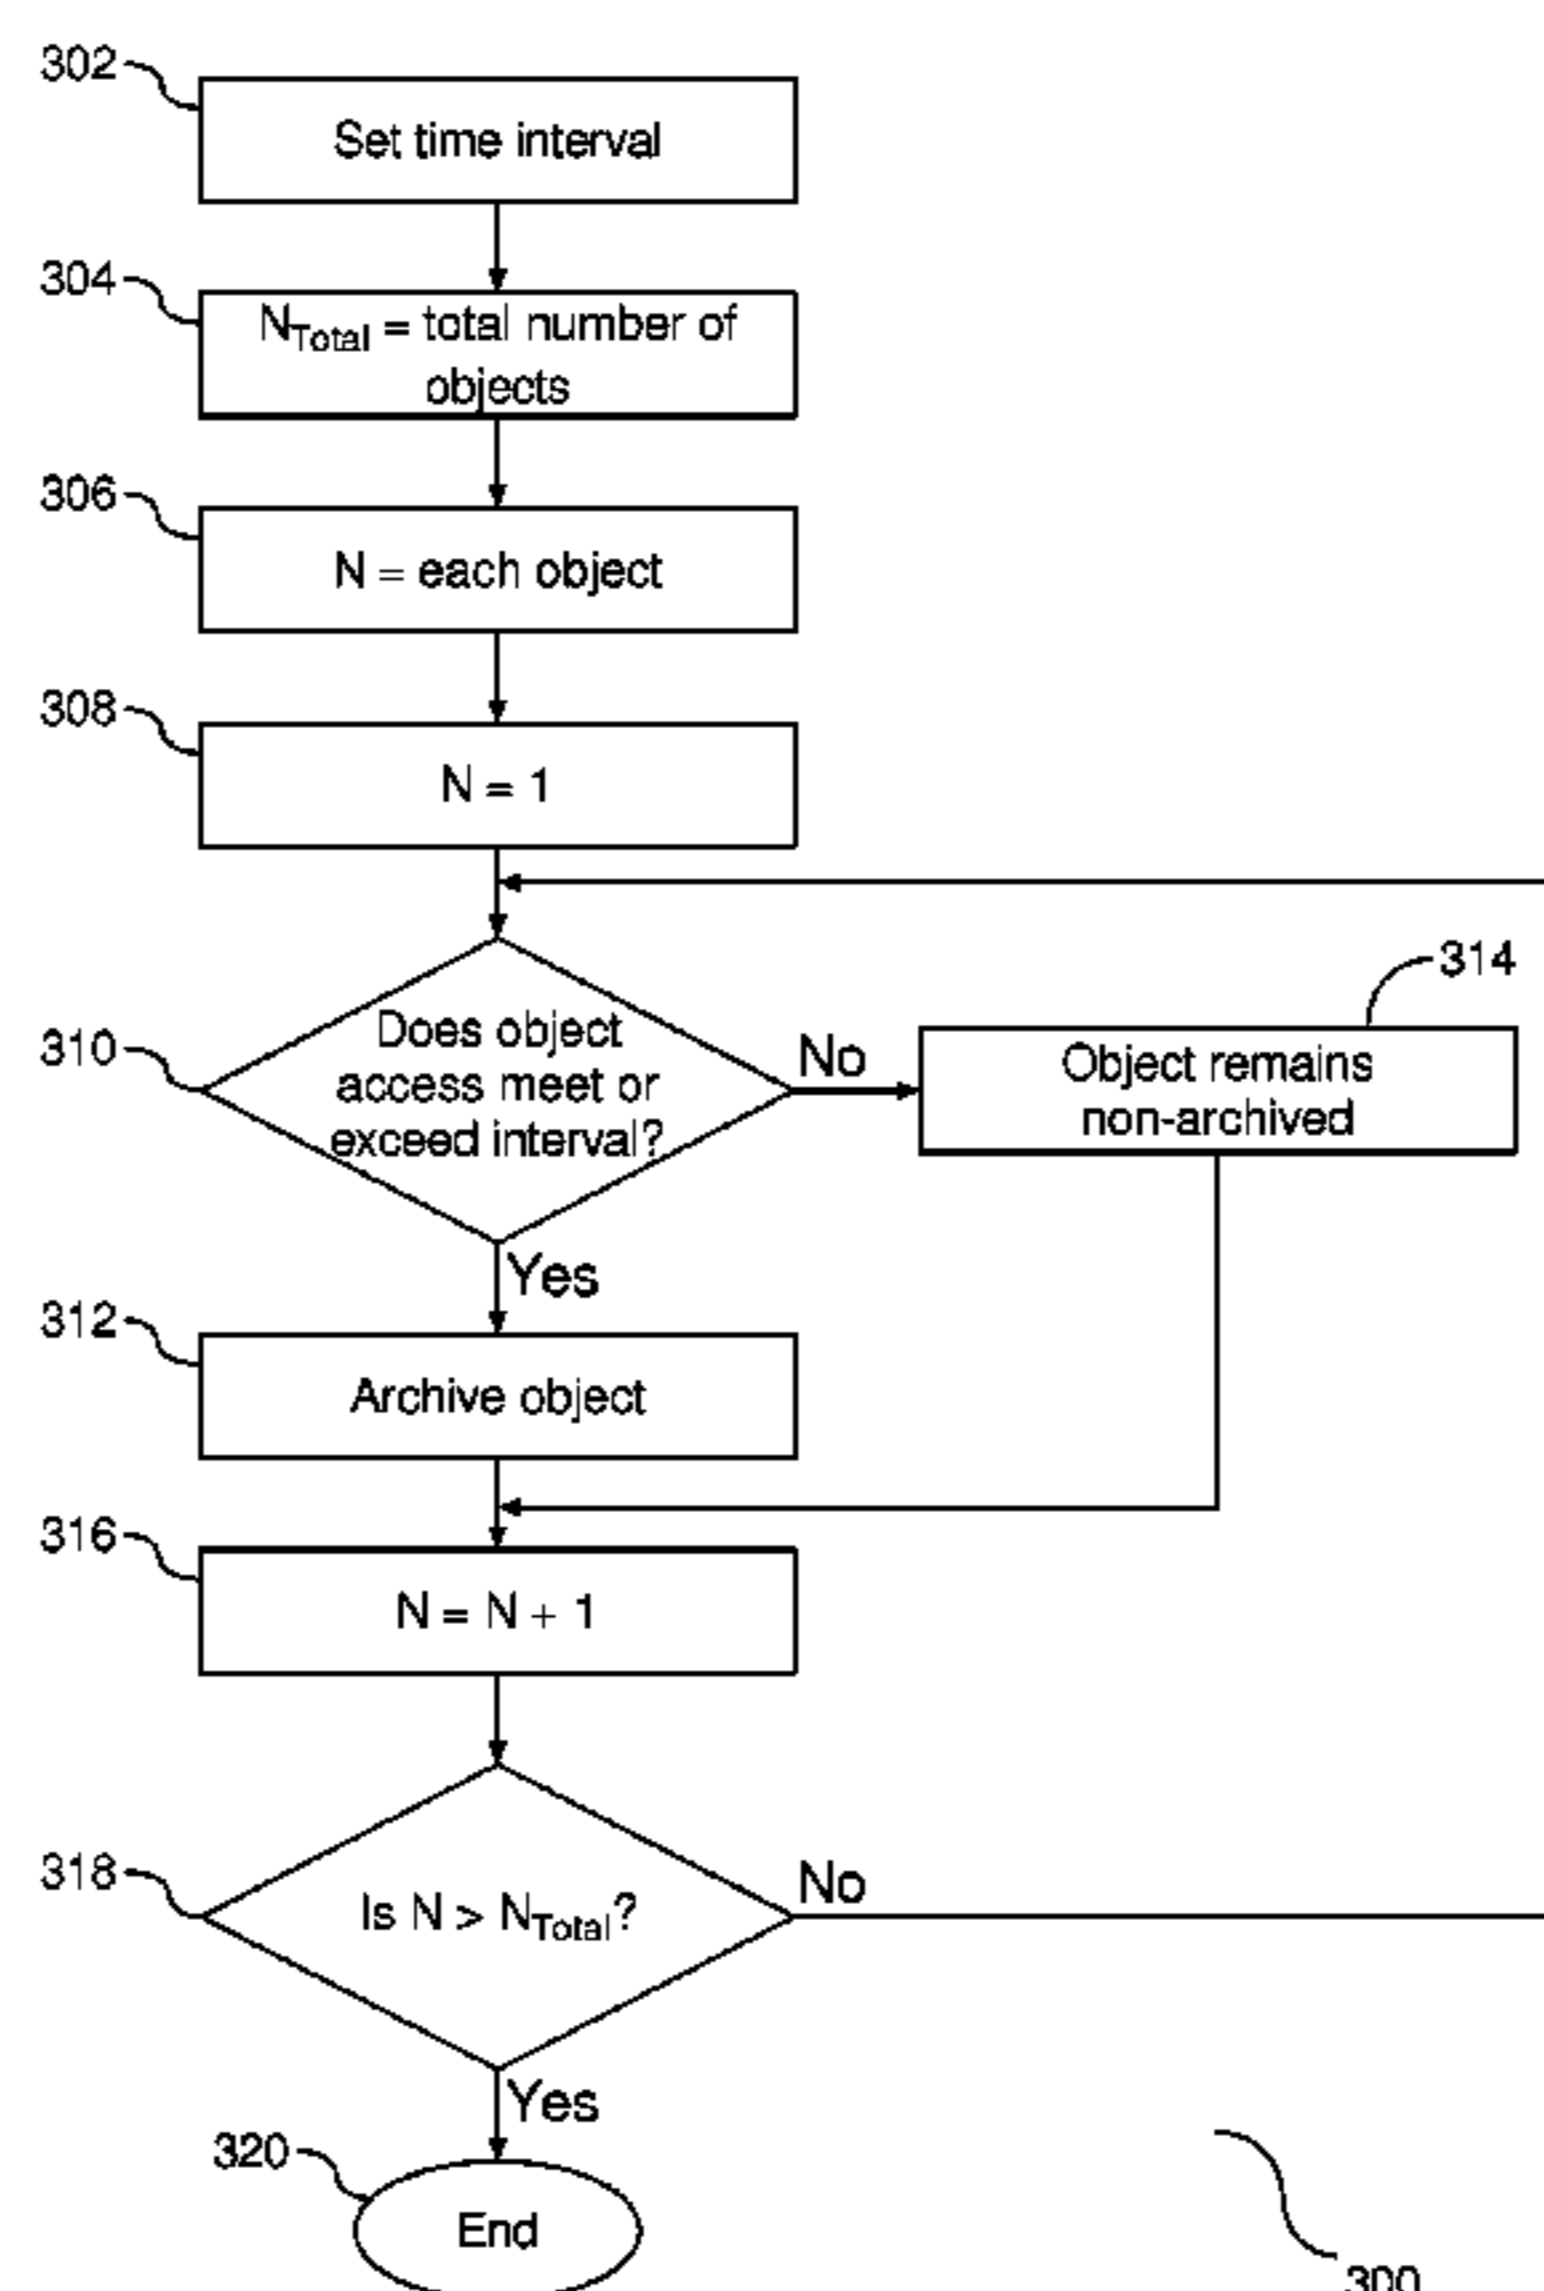 302
Set time interval
304
NTotal = total number of
objects
306
N = each object
308
N = 1
314
310
Does object
access meet or
exceed interval?
No
Object remains
non-archived
Yes
312
Archive object
316
N = N + 1
318
Is N > NTotal?
No
Yes
320
End
300